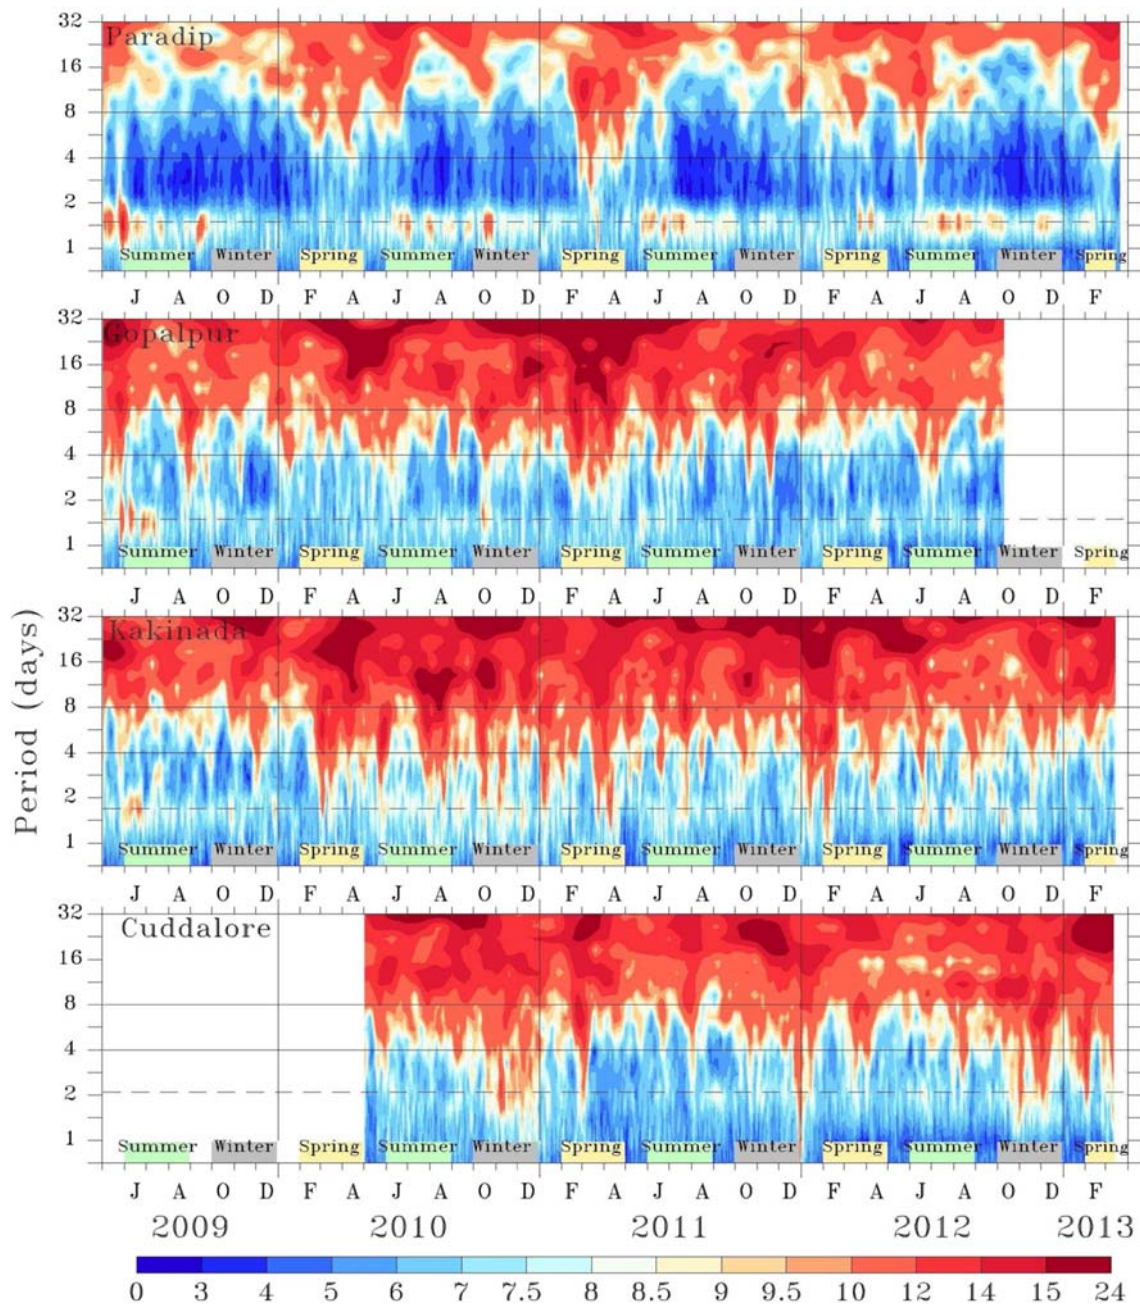 32
Paradip
16
8
4
2
1
Summer Winter Spring Summer Winter Spring Summer Winter Spring Summer Winter Spring
J A O D F A J A O D F A J A O D F A J A O D F
32
Gopalpur
16
8
4
2
1
Summer Winter Spring Summer Winter Spring Summer Winter Spring Summer Winter Spring
J A O D F A J A O D F A J A O D F A J A O D F
Period (days)
32
Kakinada
16
8
4
2
1
Summer Winter Spring Summer Winter Spring Summer Winter Spring Summer Winter Spring
J A O D F A J A O D F A J A O D F A J A O D F
32
Cuddalore
16
8
4
2
1
Summer Winter Spring Summer Winter Spring Summer Winter Spring Summer Winter Spring
J A O D F A J A O D F A J A O D F A J A O D F
2009 2010 2011 2012 2013
0 3 4 5 6 7 7.5 8 8.5 9 9.5 10 12 14 15 24